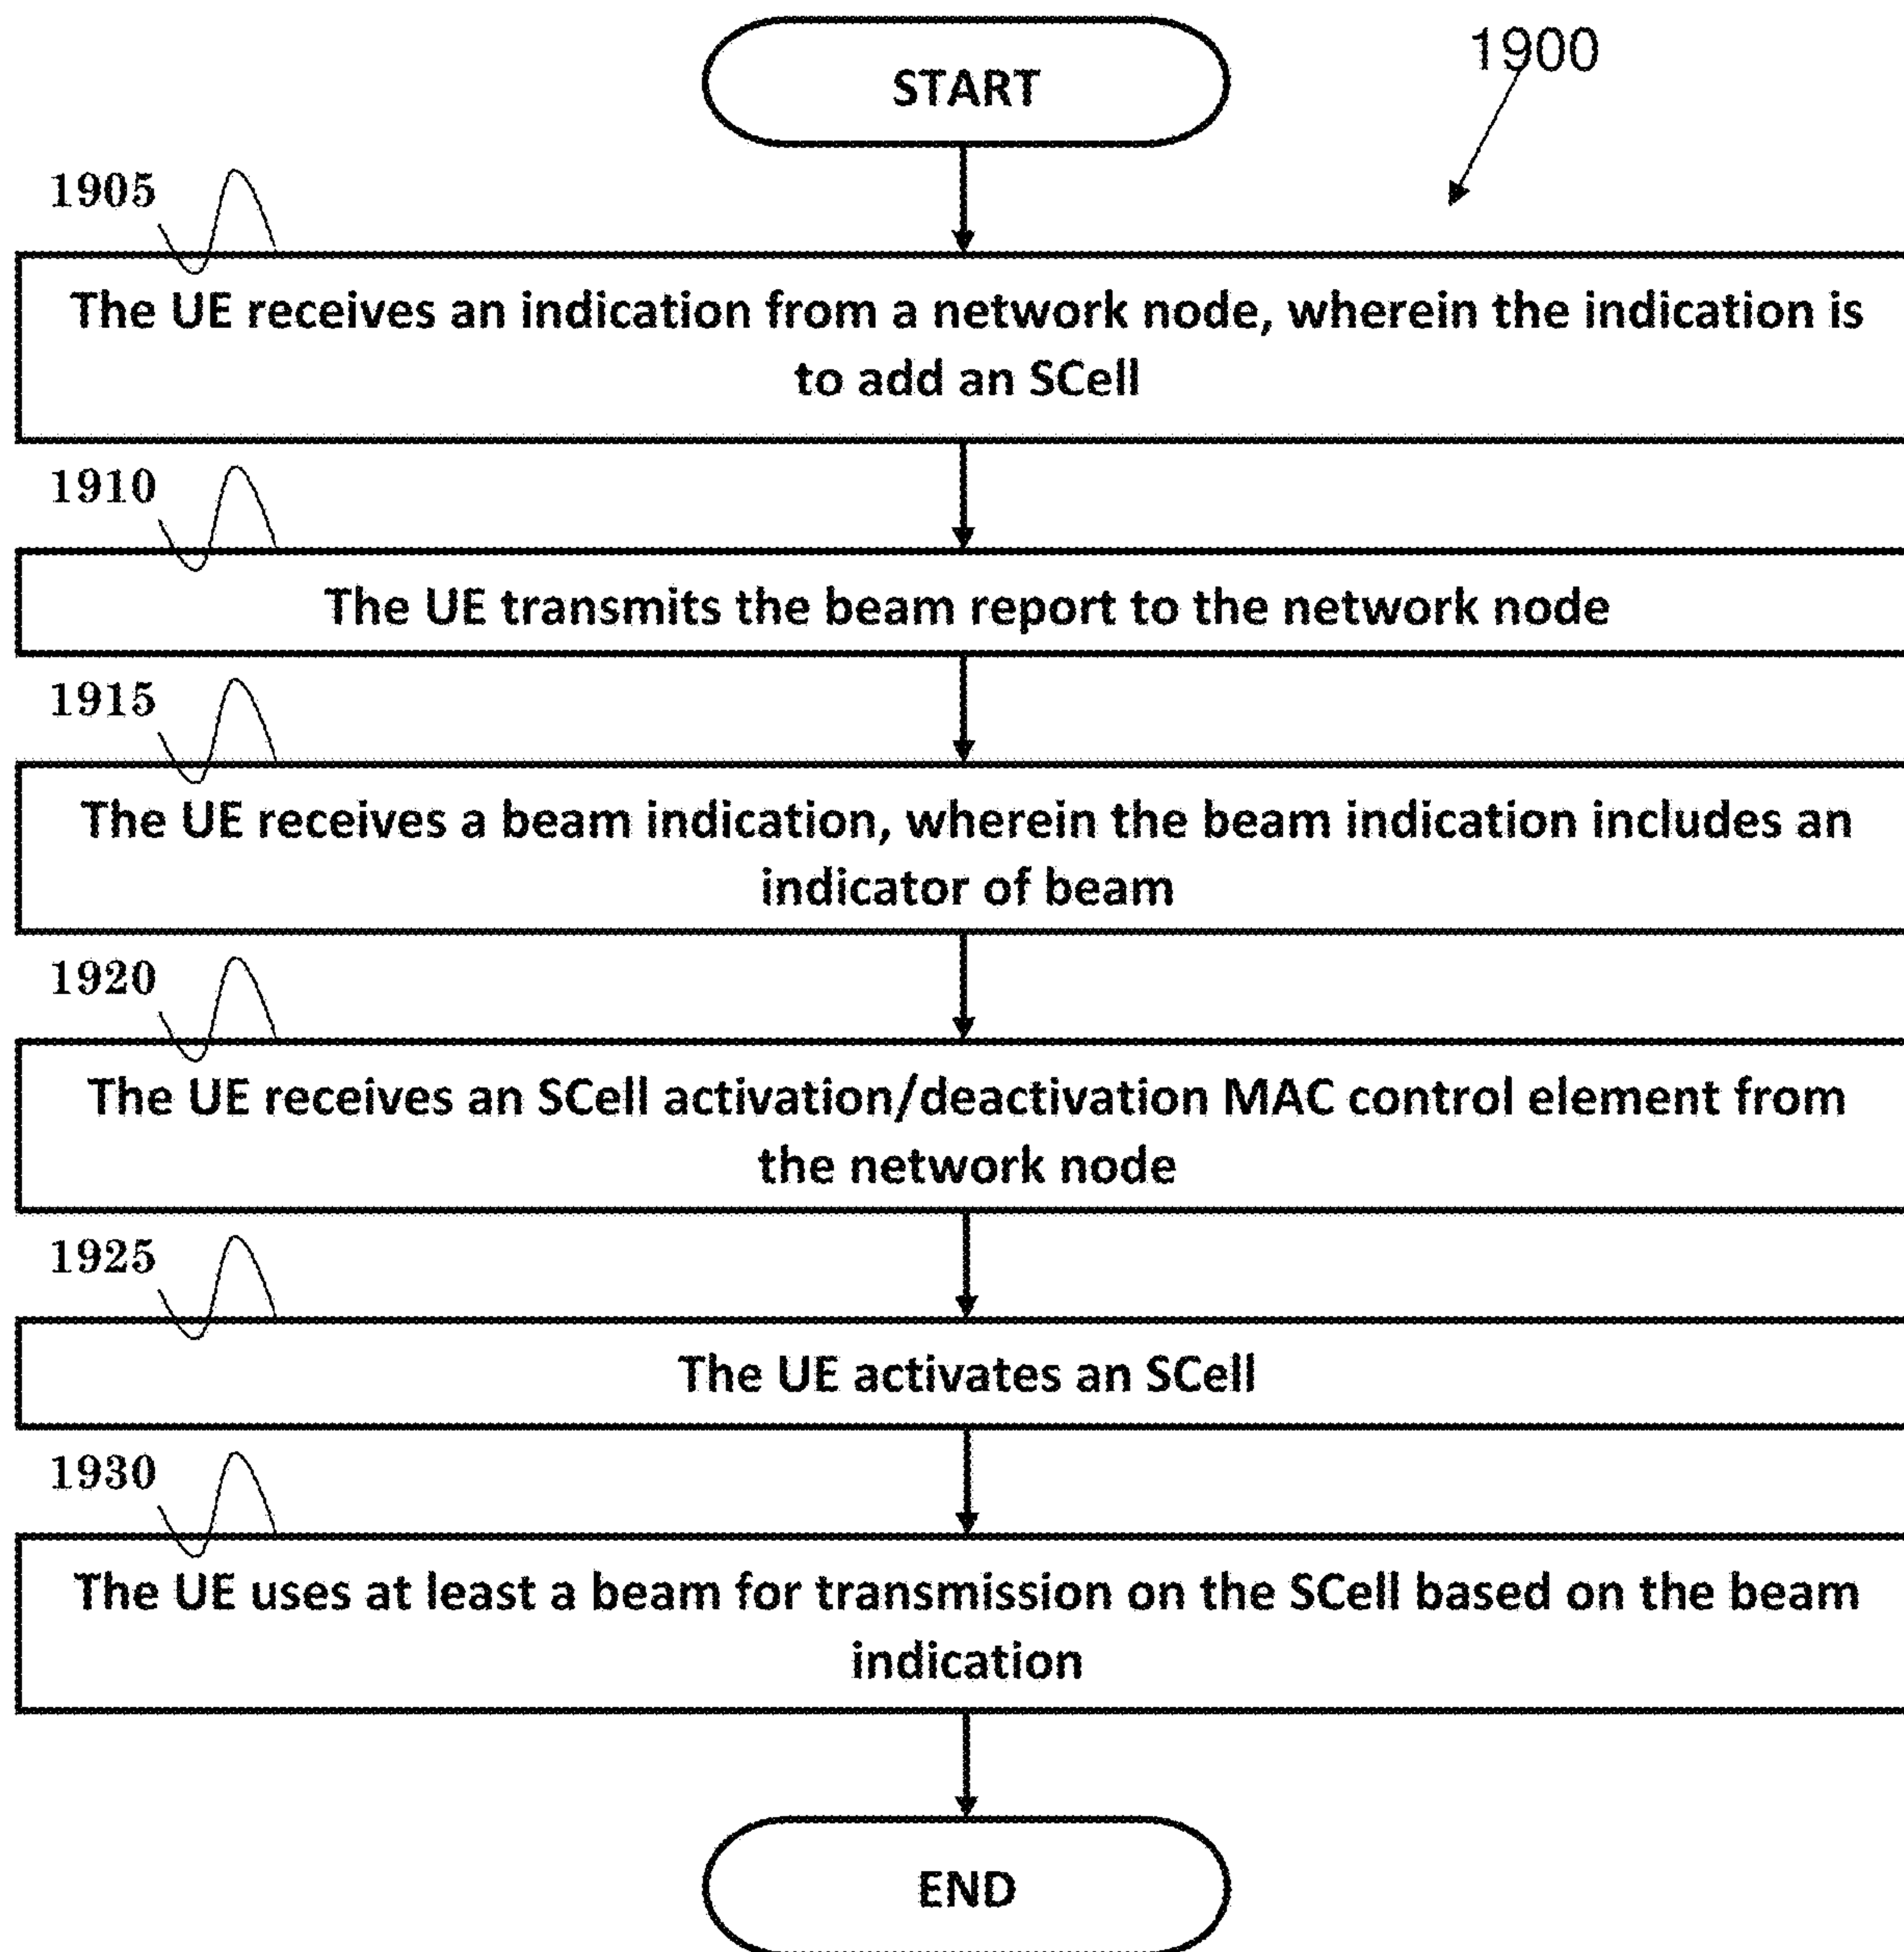 START
1900
1905
The UE receives an indication from a network node, wherein the indication is
to add an SCell
1910
The UE transmits the beam report to the network node
1915
The UE receives a beam indication, wherein the beam indication includes an
indicator of beam
1920
The UE receives an SCell activation/deactivation MAC control element from
the network node
1925
The UE activates an SCell
1930
The UE uses at least a beam for transmission on the SCell based on the beam
indication
END